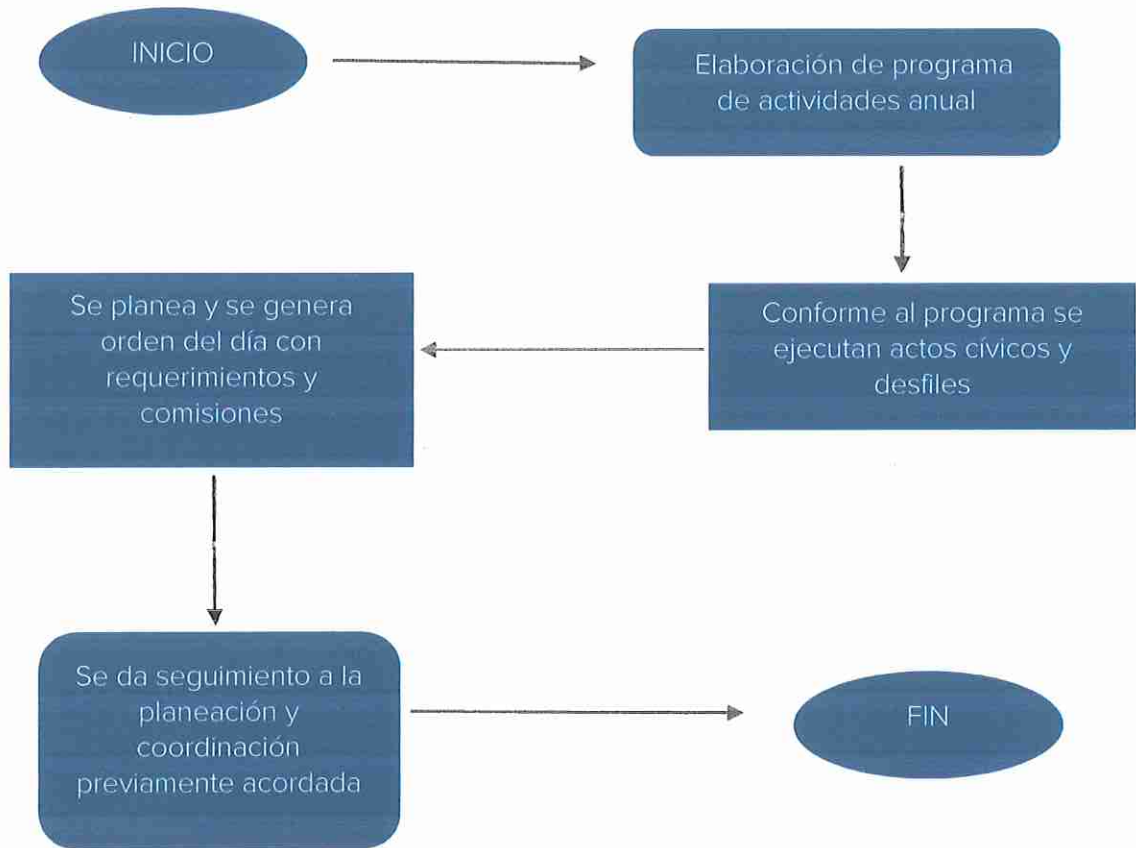 INICIO
Elaboración de programa
de actividades anual
Conforme al programa se
ejecutan actos cívicos y
desfiles
Se planea y se genera
orden del día con
requerimientos y
comisiones
Se da seguimiento a la
planeación y
coordinación
previamente acordada
FIN